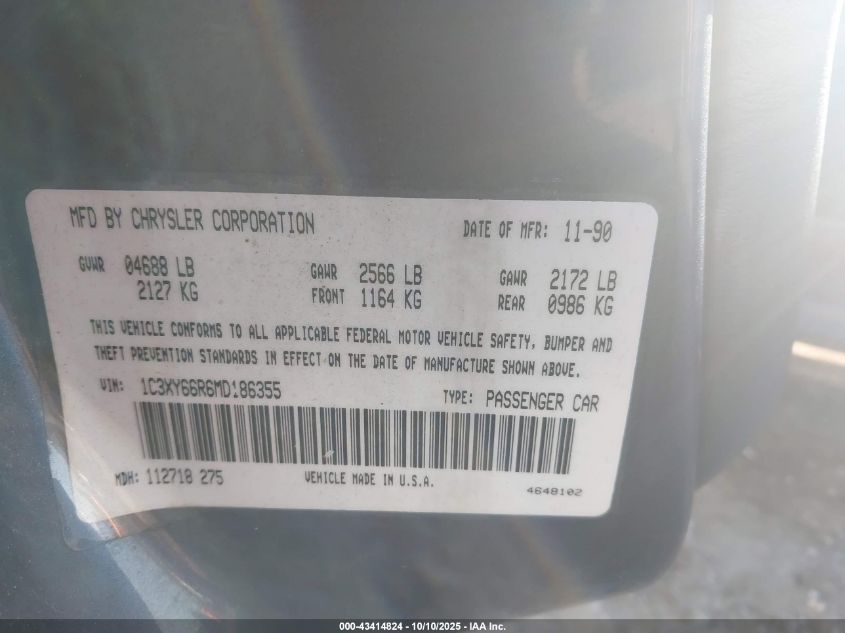 MFD BY CHRYSLER CORPORATION DATE OF MFR: 11-90
GVWR 04688 LB GAWR 2566 LB GAWR 2172 LB
2127 KG FRONT 1164 KG REAR 0986 KG
THIS VEHICLE CONFORMS TO ALL APPLICABLE FEDERAL MOTOR VEHICLE SAFETY, BUMPER AND
THEFT PREVENTION STANDARDS IN EFFECT ON THE DATE OF MANUFACTURE SHOWN ABOVE.
VIN: 1C3XY66R6MD186355 TYPE: PASSENGER CAR
MDH: 112718 275 VEHICLE MADE IN U.S.A. 4648102
000-43414824 - 10/10/2025 - IAA Inc.